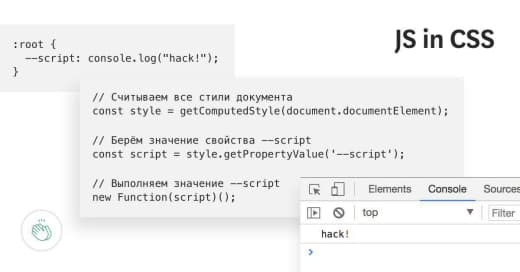 JS in CSS
:root {
--script: console.log("hack!");
}
// Считываем все стили документа
const style = getComputedStyle(document.documentElement);
// Берём значение свойства --script
const script = style.getPropertyValue('--script');
// Выполняем значение --script
new Function(script)();
Elements Console Sources
top Filter
hack!